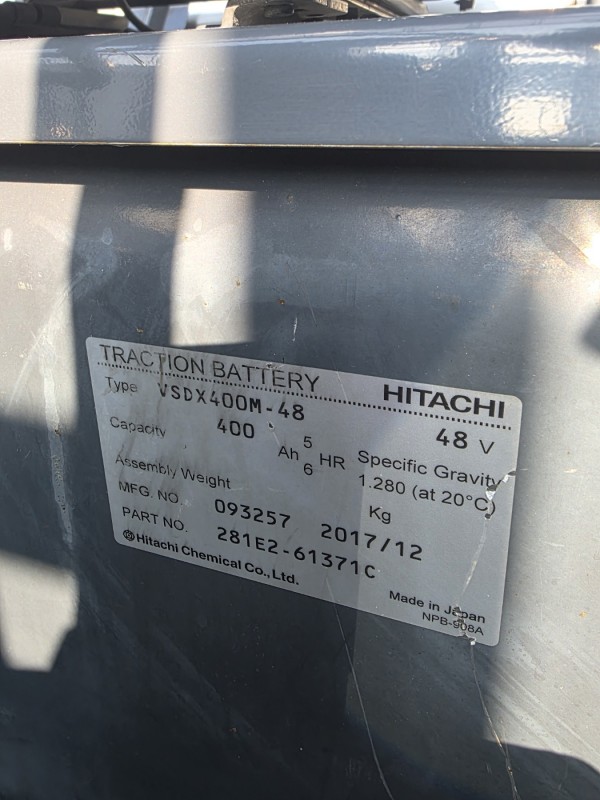 TRACTION BATTERY
HITACHI
Type VSDX400M-48 48 V
Capacity 400 Ah 5 HR Specific Gravity
6 1.280 (at 20°C)
Assembly Weight Kg
MFG. NO. 093257 2017/12
PART NO. 281E2-61371C
Hitachi Chemical Co., Ltd.
Made in Japan
NPB-908A